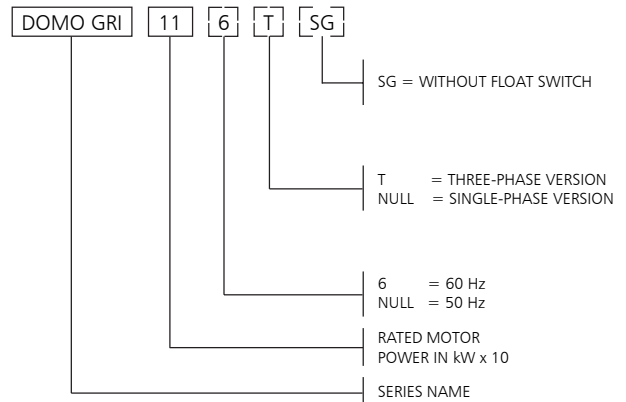 DOMO GRI 11 6 T SG
SG = WITHOUT FLOAT SWITCH
T = THREE-PHASE VERSION
NULL = SINGLE-PHASE VERSION
6 = 60 Hz
NULL = 50 Hz
RATED MOTOR
POWER IN kW x 10
SERIES NAME